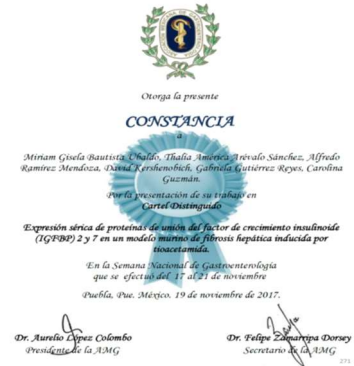 Otorga la presente
CONSTANCIA
a
Miriam Gisela Bautista Ubaldo, Thalía América Arévalo Sánchez, Alfredo
Ramírez Mendoza, David Kershenobich, Gabriela Gutiérrez Reyes, Carolina
Guzmán.
Por la presentación de su trabajo en
Cartel Distinguido
Expresión sérica de proteínas de unión del factor de crecimiento insulinoide
(IGFBP) 2 y 7 en un modelo murino de fibrosis hepática inducida por
tioacetamida.
En la Semana Nacional de Gastroenterología
que se efectuó del 17 al 21 de noviembre
Puebla, Pue. México, 19 de noviembre de 2017.
Dr. Aurelio López Colombo
Presidente de la AMG
Dr. Felipe Zamarripa Dorsey
Secretario de la AMG
271